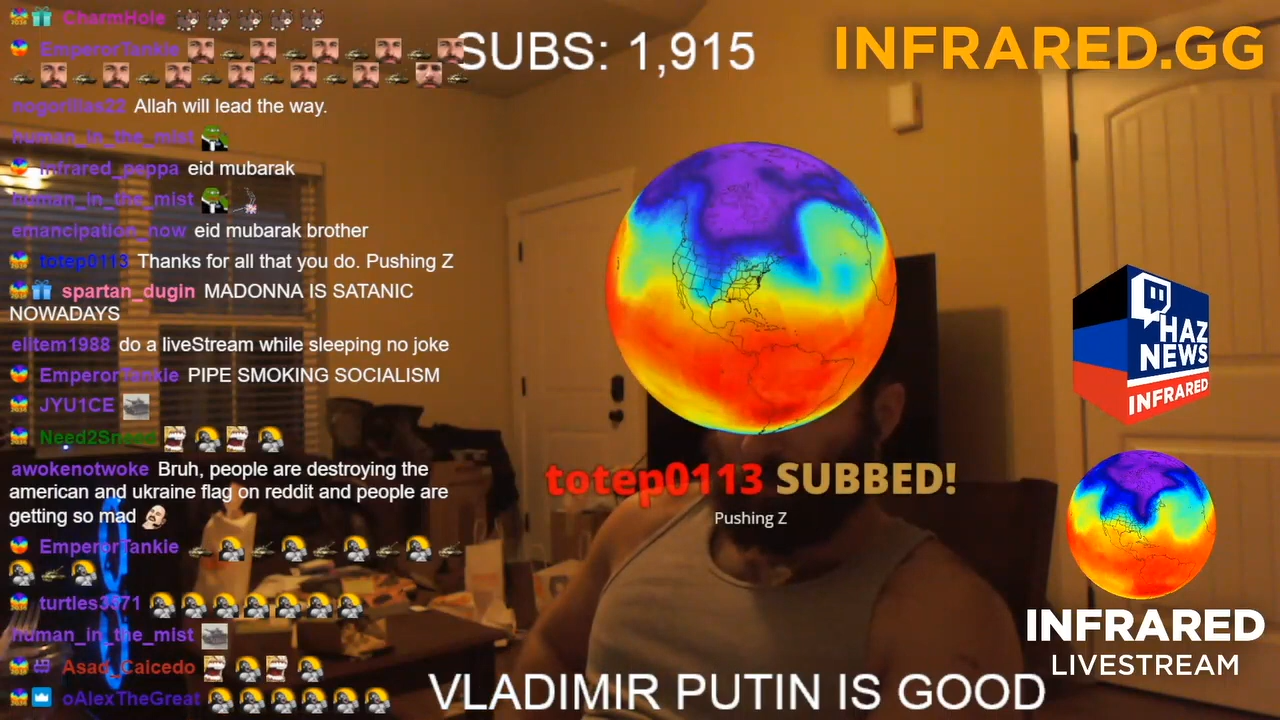 CharmHole
SUBS: 1,915
INFRARED.GG
EmperorTankie
nogorillas22 Allah will lead the way.
human_in_the_mist
infrared_peppa eid mubarak
human_in_the_mist
emancipation_now eid mubarak brother
totep0113 Thanks for all that you do. Pushing Z
spartan_dugin MADONNA IS SATANIC
NOWADAYS
elitem1988 do a liveStream while sleeping no joke
EmperorTankie PIPE SMOKING SOCIALISM
JYU1CE
awokenotwoke Bruh, people are destroying the
american and ukraine flag on reddit and people are
getting so mad
EmperorTankie
turtles3571
human_in_the_mist
Asad_Caicedo
oAlexTheGreat
totep0113 SUBBED!
Pushing Z
VLADIMIR PUTIN IS GOOD
HAZ
NEWS
INFRARED
INFRARED
LIVESTREAM